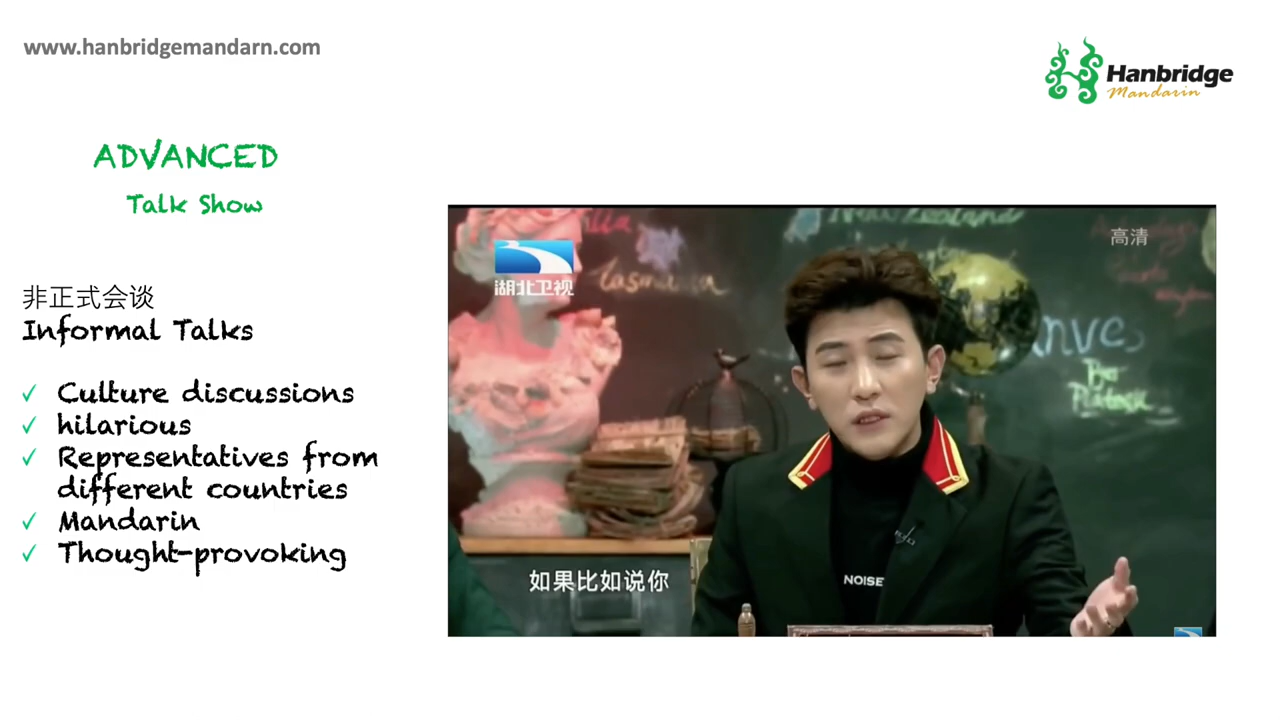 www.hanbridgemandarn.com
Hanbridge
Mandarin
ADVANCED
Talk Show
非正式会谈
Informal Talks
✓ Culture discussions
✓ hilarious
✓ Representatives from
different countries
✓ Mandarin
✓ Thought-provoking
湖北卫视
高清
New Zealand
Tasmania
NOISE
如果比如说你